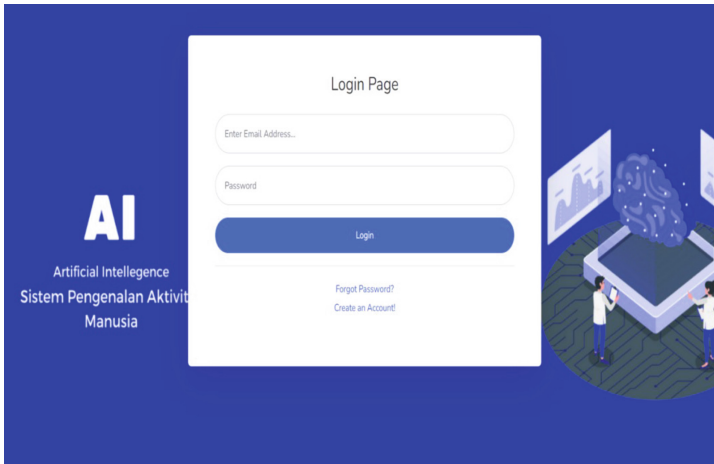 AI
Artificial Intellegence
Sistem Pengenalan Aktivit
Manusia
Login Page
Enter Email Address...
Password
Login
Forgot Password?
Create an Account!